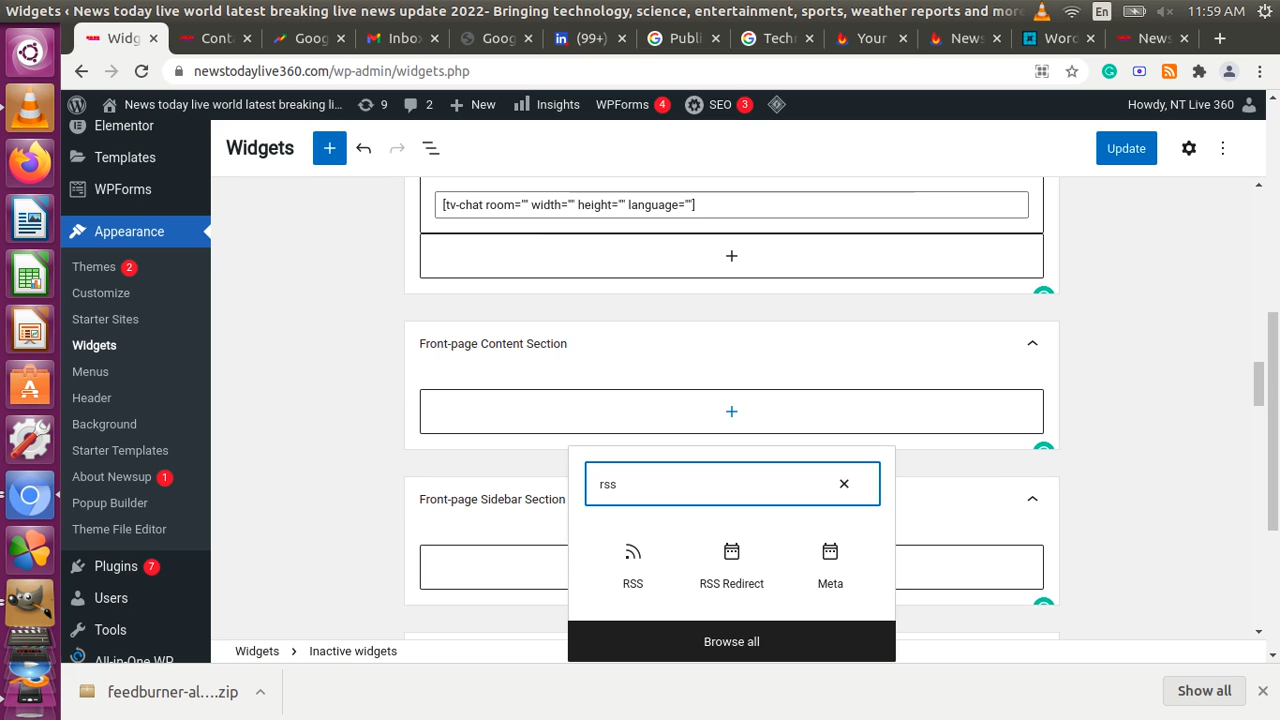 Widgets ‹ News today live world latest breaking live news update 2022- Bringing technology, science, entertainment, sports, weather reports and more
En
11:59 AM
Widg
Cont
Goog
Inbo
Goog
(99+)
Publi
Tech
Your
News
Word
News
newstodaylive360.com/wp-admin/widgets.php
News today live world latest breaking li...
9
2
New
Insights
WPForms 4
SEO 3
Howdy, NT Live 360
Elementor
Templates
WPForms
Appearance
Themes 2
Customize
Starter Sites
Widgets
Menus
Header
Background
Starter Templates
About Newsup 1
Popup Builder
Theme File Editor
Plugins 7
Users
Tools
All-in-One WP
Widgets
Update
[tv-chat room="" width="" height="" language=""]
Front-page Content Section
rss
Front-page Sidebar Section
RSS
RSS Redirect
Meta
Browse all
Widgets > Inactive widgets
feedburner-al....zip
Show all